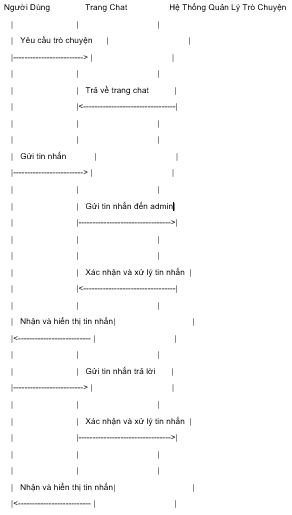 Người Dùng Trang Chat Hệ Thống Quản Lý Trò Chuyện
Yêu cầu trò chuyện
Trả về trang chat
Gửi tin nhắn
Gửi tin nhắn đến admin
Xác nhận và xử lý tin nhắn
Nhận và hiển thị tin nhắn
Gửi tin nhắn trả lời
Xác nhận và xử lý tin nhắn
Nhận và hiển thị tin nhắn